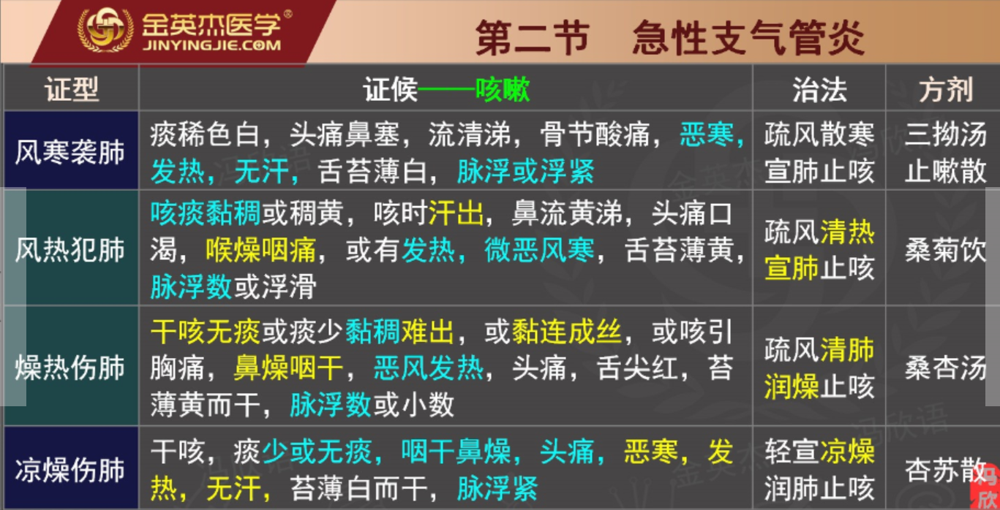 金英杰医学®
JINYINGJIE.COM
第二节 急性支气管炎
证型 证候——咳嗽 治法 方剂
风寒袭肺
痰稀色白，头痛鼻塞，流清涕，骨节酸痛，恶寒，
发热，无汗，舌苔薄白，脉浮或浮紧
疏风散寒
宣肺止咳
三拗汤
止嗽散
风热犯肺
咳痰黏稠或稠黄，咳时汗出，鼻流黄涕，头痛口
渴，喉燥咽痛，或有发热，微恶风寒，舌苔薄黄，
脉浮数或浮滑
疏风清热
宣肺止咳
桑菊饮
燥热伤肺
干咳无痰或痰少黏稠难出，或黏连成丝，或咳引
胸痛，鼻燥咽干，恶风发热，头痛，舌尖红，苔
薄黄而干，脉浮数或小数
疏风清肺
润燥止咳
桑杏汤
凉燥伤肺
干咳，痰少或无痰，咽干鼻燥，头痛，恶寒，发
热，无汗，苔薄白而干，脉浮紧
轻宣凉燥
润肺止咳
杏苏散
冯欣语
金英杰
冯欣语
冯欣